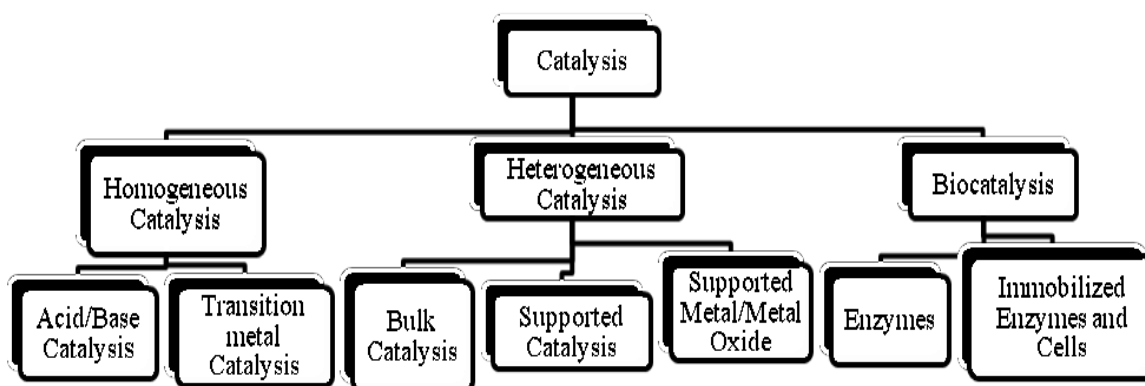 Catalysis
Homogeneous
Catalysis
Heterogeneous
Catalysis
Biocatalysis
Acid/Base
Catalysis
Transition
metal
Catalysis
Bulk
Catalysis
Supported
Catalysis
Supported
Metal/Metal
Oxide
Enzymes
Immobilized
Enzymes and
Cells